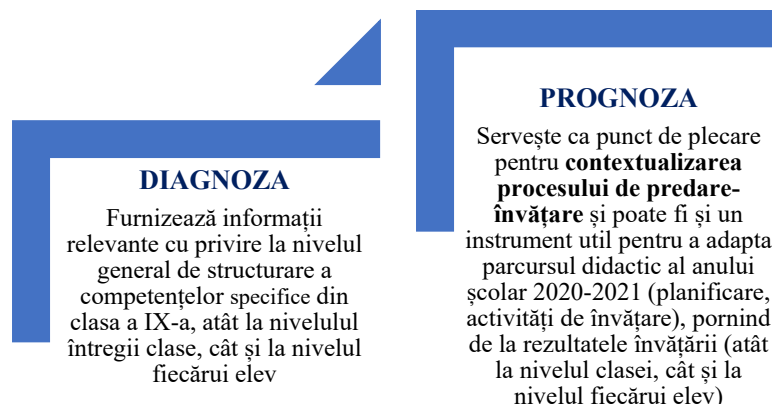 DIAGNOZA
Furnizează informații
relevante cu privire la nivelul
general de structurare a
competențelor specifice din
clasa a IX-a, atât la nivelulul
întregii clase, cât și la nivelul
fiecărui elev
PROGNOZA
Servește ca punct de plecare
pentru contextualizarea
procesului de predare-
învățare și poate fi și un
instrument util pentru a adapta
parcursul didactic al anului
școlar 2020-2021 (planificare,
activități de învățare), pornind
de la rezultatele învățării (atât
la nivelul clasei, cât și la
nivelul fiecărui elev)